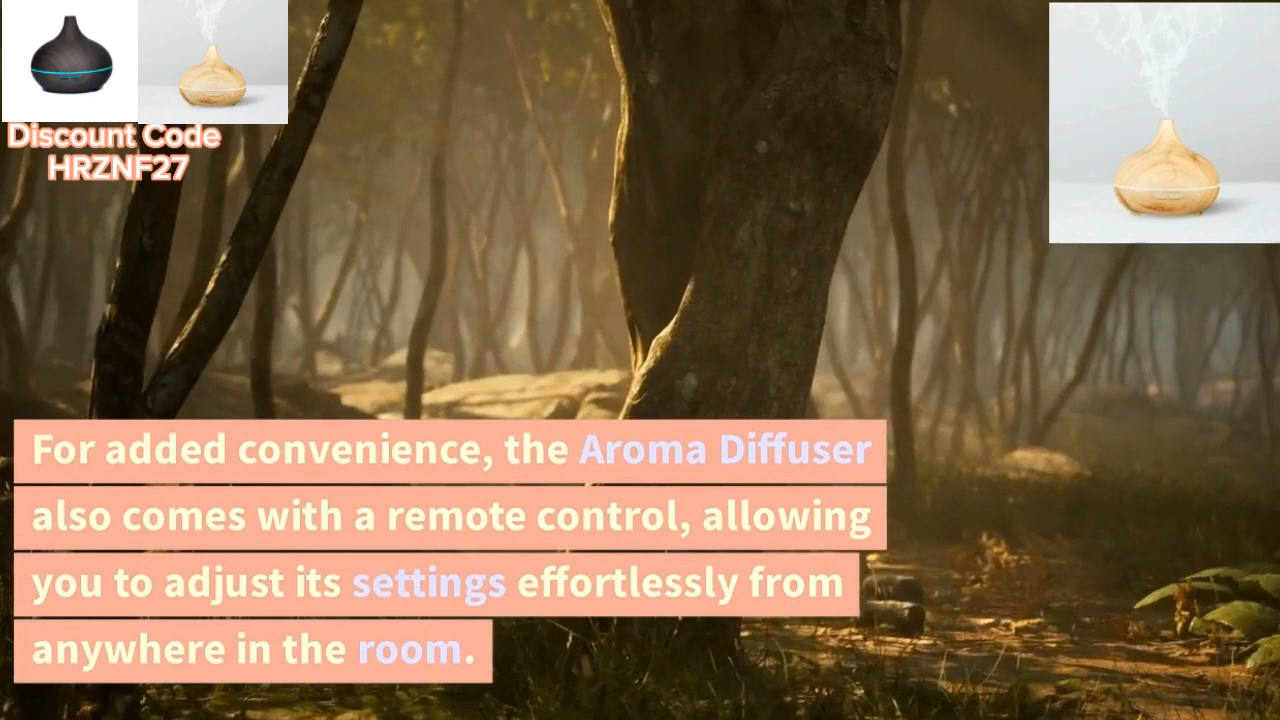 Discount Code
HRZNF27
For added convenience, the Aroma Diffuser
also comes with a remote control, allowing
you to adjust its settings effortlessly from
anywhere in the room.